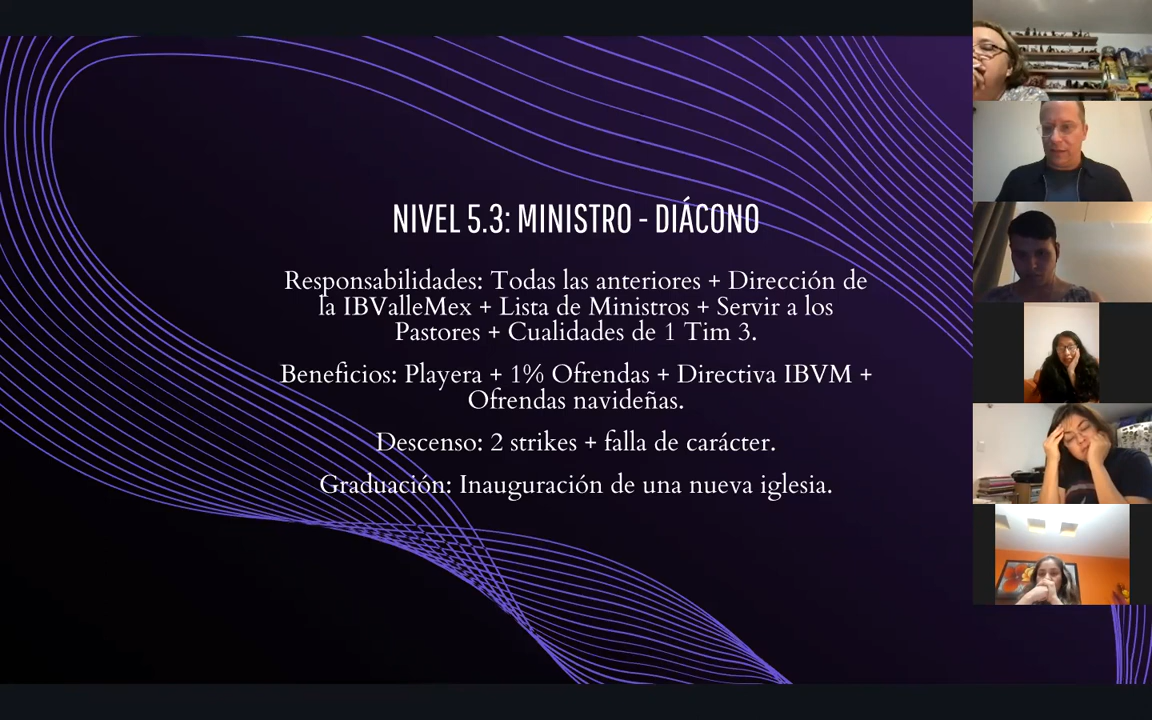 NIVEL 5.3: MINISTRO - DIÁCONO
Responsabilidades: Todas las anteriores + Dirección de
la IBValleMex + Lista de Ministros + Servir a los
Pastores + Cualidades de 1 Tim 3.
Beneficios: Playera + 1% Ofrendas + Directiva IBVM +
Ofrendas navideñas.
Descenso: 2 strikes + falla de carácter.
Graduación: Inauguración de una nueva iglesia.